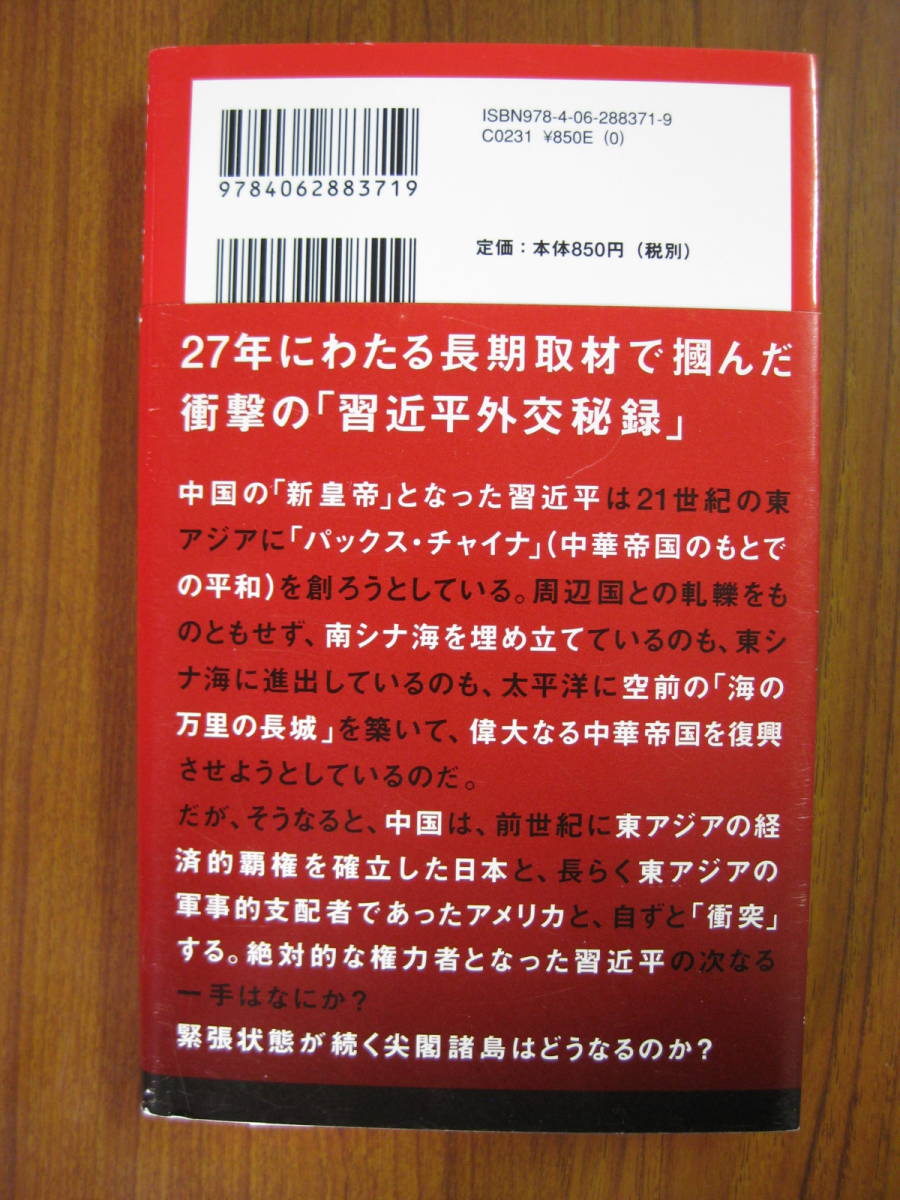 ISBN978-4-06-288371-9
C0231 ¥850E (0)
9784062883719
定価：本体850円（税別）
27年にわたる長期取材で摑んだ
衝撃の「習近平外交秘録」
中国の「新皇帝」となった習近平は21世紀の東
アジアに「パックス・チャイナ」(中華帝国のもとで
の平和)を創ろうとしている。周辺国との軋轢をも
のともせず、南シナ海を埋め立てているのも、東シ
ナ海に進出しているのも、太平洋に空前の「海の
万里の長城」を築いて、偉大なる中華帝国を復興
させようとしているのだ。
だが、そうなると、中国は、前世紀に東アジアの経
済的覇権を確立した日本と、長らく東アジアの
軍事的支配者であったアメリカと、自ずと「衝突」
する。絶対的な権力者となった習近平の次なる
一手はなにか？
緊張状態が続く尖閣諸島はどうなるのか？